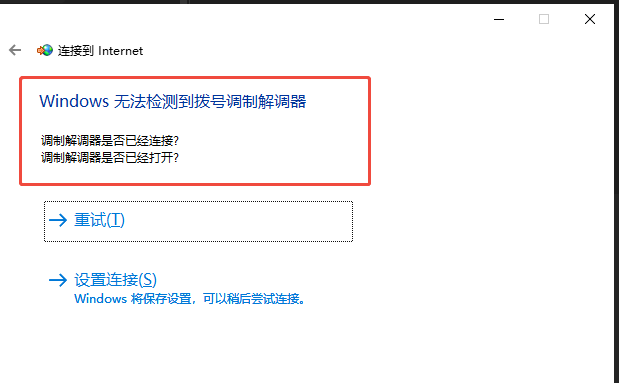 连接到 Internet
Windows 无法检测到拨号调制解调器
调制解调器是否已经连接?
调制解调器是否已经打开?
重试(T)
设置连接(S)
Windows 将保存设置，可以稍后尝试连接。